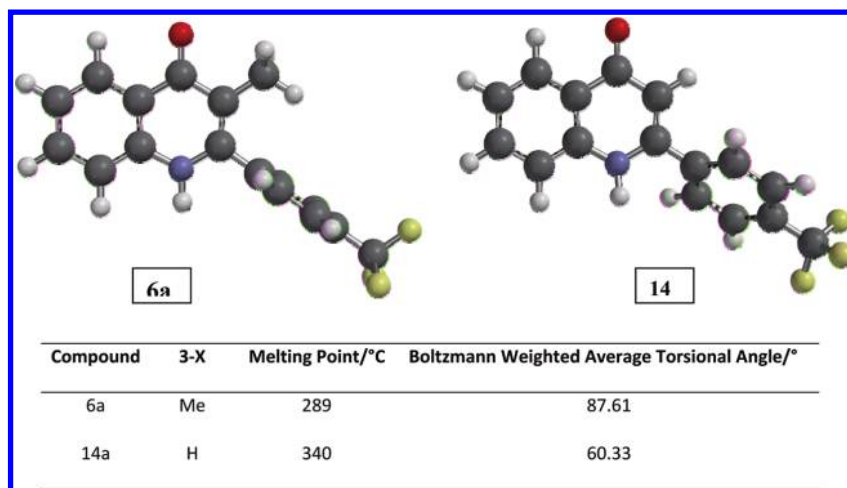 6a
14
Compound 3-X Melting Point/°C Boltzmann Weighted Average Torsional Angle/°
6a Me 289 87.61
14a H 340 60.33